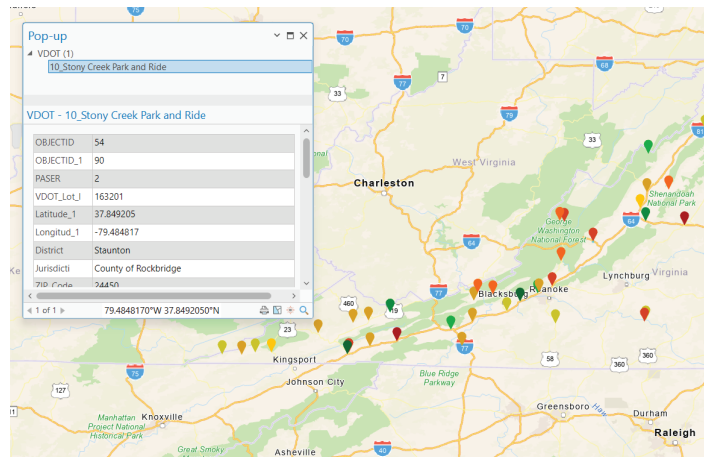 Pop-up
VDOT (1)
10_Stony Creek Park and Ride
VDOT - 10_Stony Creek Park and Ride
OBJECTID 54
OBJECTID_1 90
PASER 2
VDOT_Lot_I 163201
Latitude_1 37.849205
Longitud_1 -79.484817
District Staunton
Jurisdicti County of Rockbridge
ZIP_Code 24450
1 of 1
79.4848170°W 37.8492050°N
75
70
70
68
77
7
33
79
33
81
West Virginia
Charleston
Shenandoah
National Park
George
Washington
National Forest
64
64
Lynchburg
Virginia
77
Blacksburg
Roanoke
460
19
23
58
360
360
77
Kingsport
75
Blue Ridge
Parkway
Johnson City
127
Greensboro
Haw
Durham
Manhattan
Project National
Historical Park
Knoxville
Raleigh
Great Smoky
Asheville
40